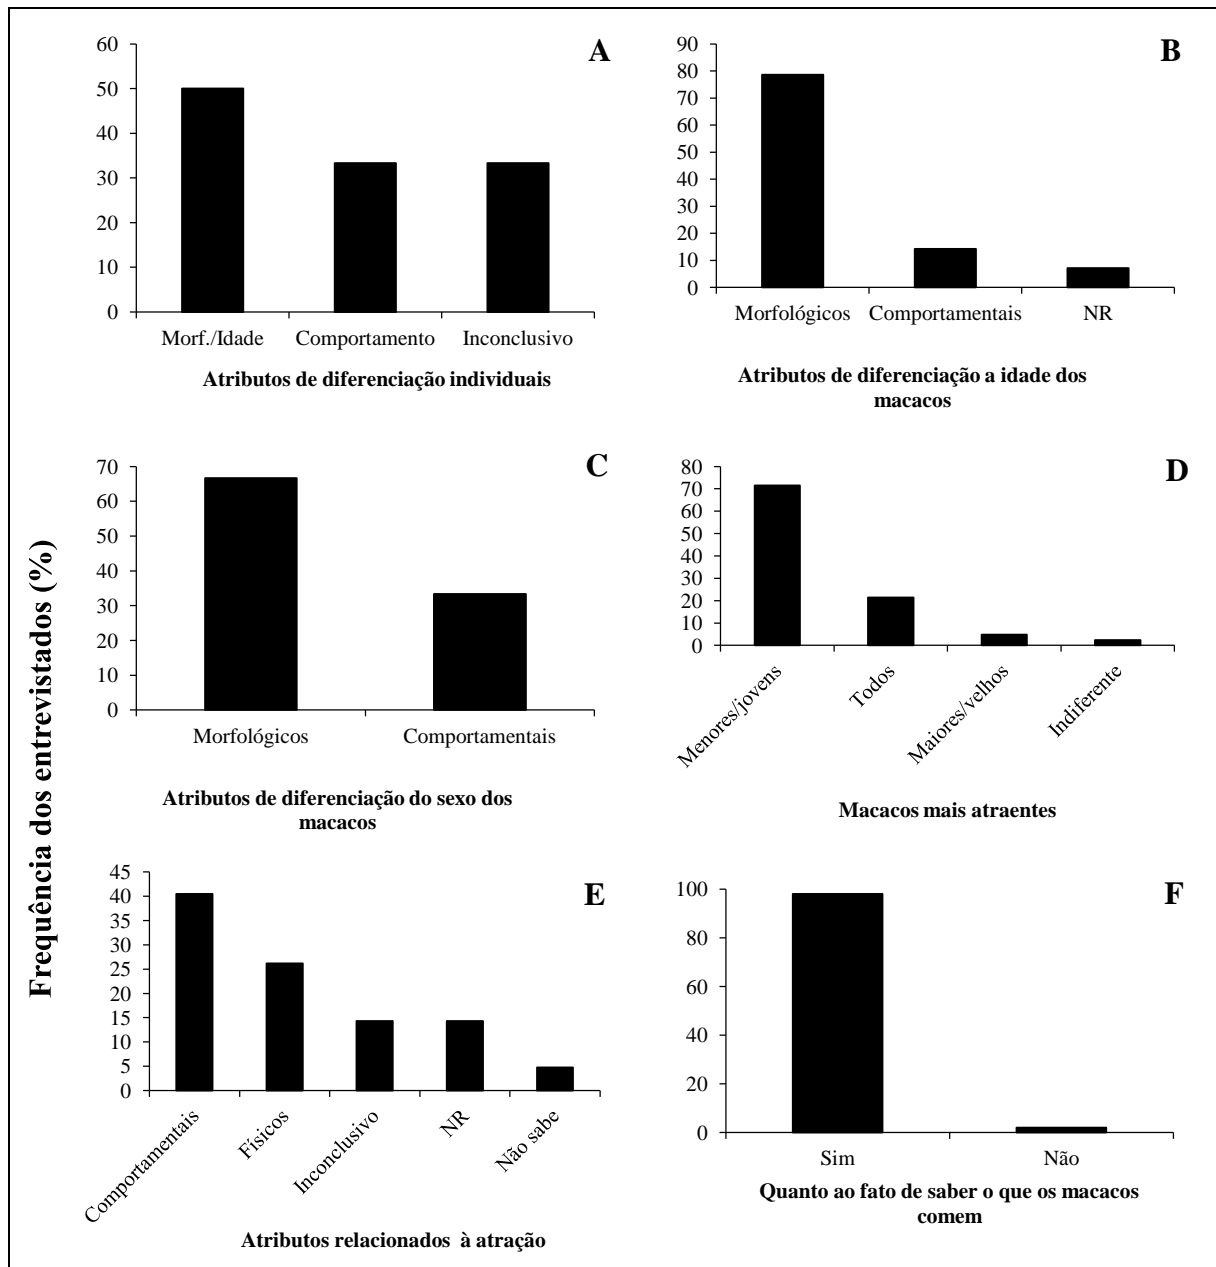 Frequência dos entrevistados (%)
A
60
50
40
30
20
10
0
Morf./Idade
Comportamento
Inconclusivo
Atributos de diferenciação individuais
B
90
80
70
60
50
40
30
20
10
0
Morfológicos
Comportamentais
NR
Atributos de diferenciação a idade dos
macacos
C
70
60
50
40
30
20
10
0
Morfológicos
Comportamentais
Atributos de diferenciação do sexo dos
macacos
D
80
70
60
50
40
30
20
10
0
Menores/jovens
Todos
Maiores/velhos
Indiferente
Macacos mais atraentes
E
45
40
35
30
25
20
15
10
5
0
Comportamentais
Físicos
Inconclusivo
NR
Não sabe
Atributos relacionados à atração
F
100
80
60
40
20
0
Sim
Não
Quanto ao fato de saber o que os macacos
comem